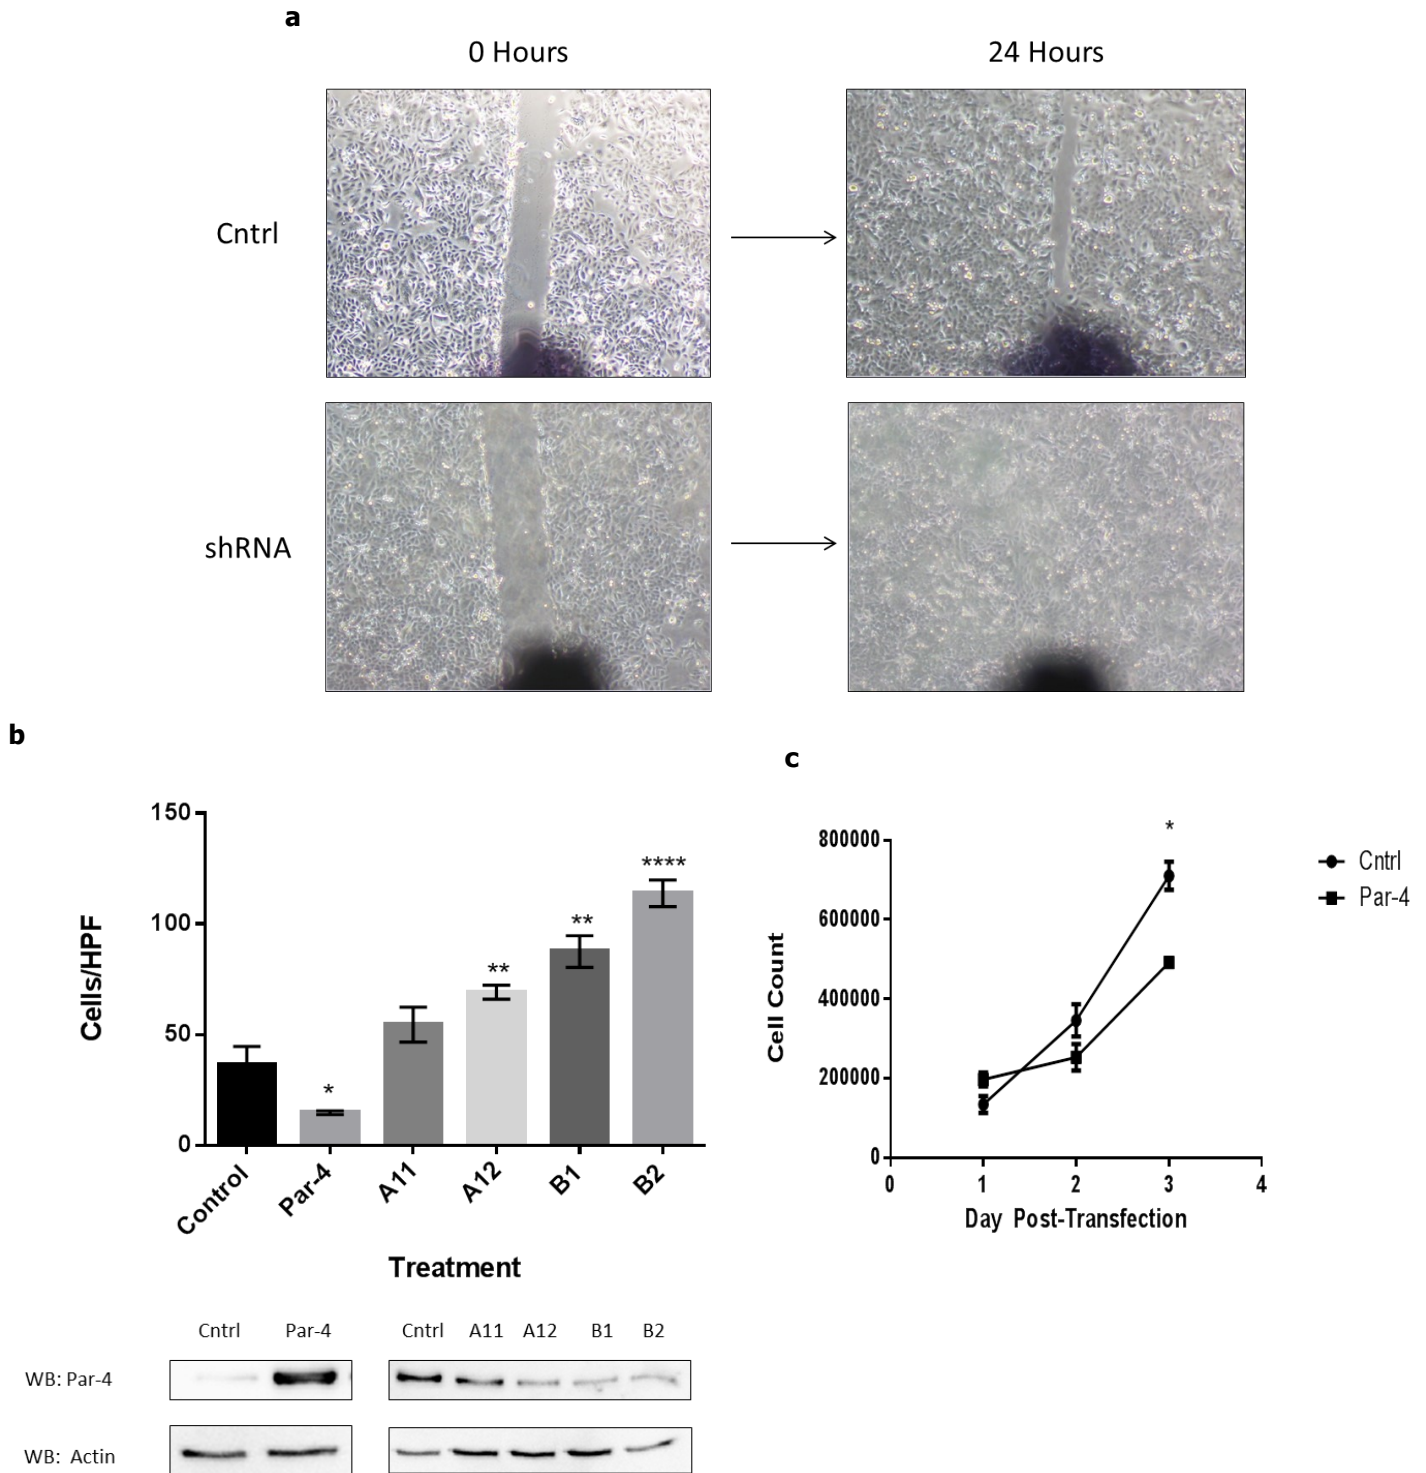 a
0 Hours
24 Hours
Cntrl
shRNA
b
150
100
50
0
Cells/HPF
*
**
**
****
Control
Par-4
A11
A12
B1
B2
Treatment
Cntrl
Par-4
Cntrl
A11
A12
B1
B2
WB: Par-4
WB: Actin
c
800000
600000
400000
200000
0
Cell Count
*
0
1
2
3
4
Day Post-Transfection
Cntrl
Par-4